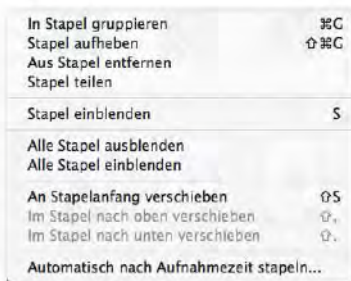 In Stapel gruppieren ⌘G
Stapel aufheben ⇧⌘G
Aus Stapel entfernen
Stapel teilen
Stapel einblenden S
Alle Stapel ausblenden
Alle Stapel einblenden
An Stapelanfang verschieben ⇧S
Im Stapel nach oben verschieben ⇧,
Im Stapel nach unten verschieben ⇧.
Automatisch nach Aufnahmezeit stapeln...